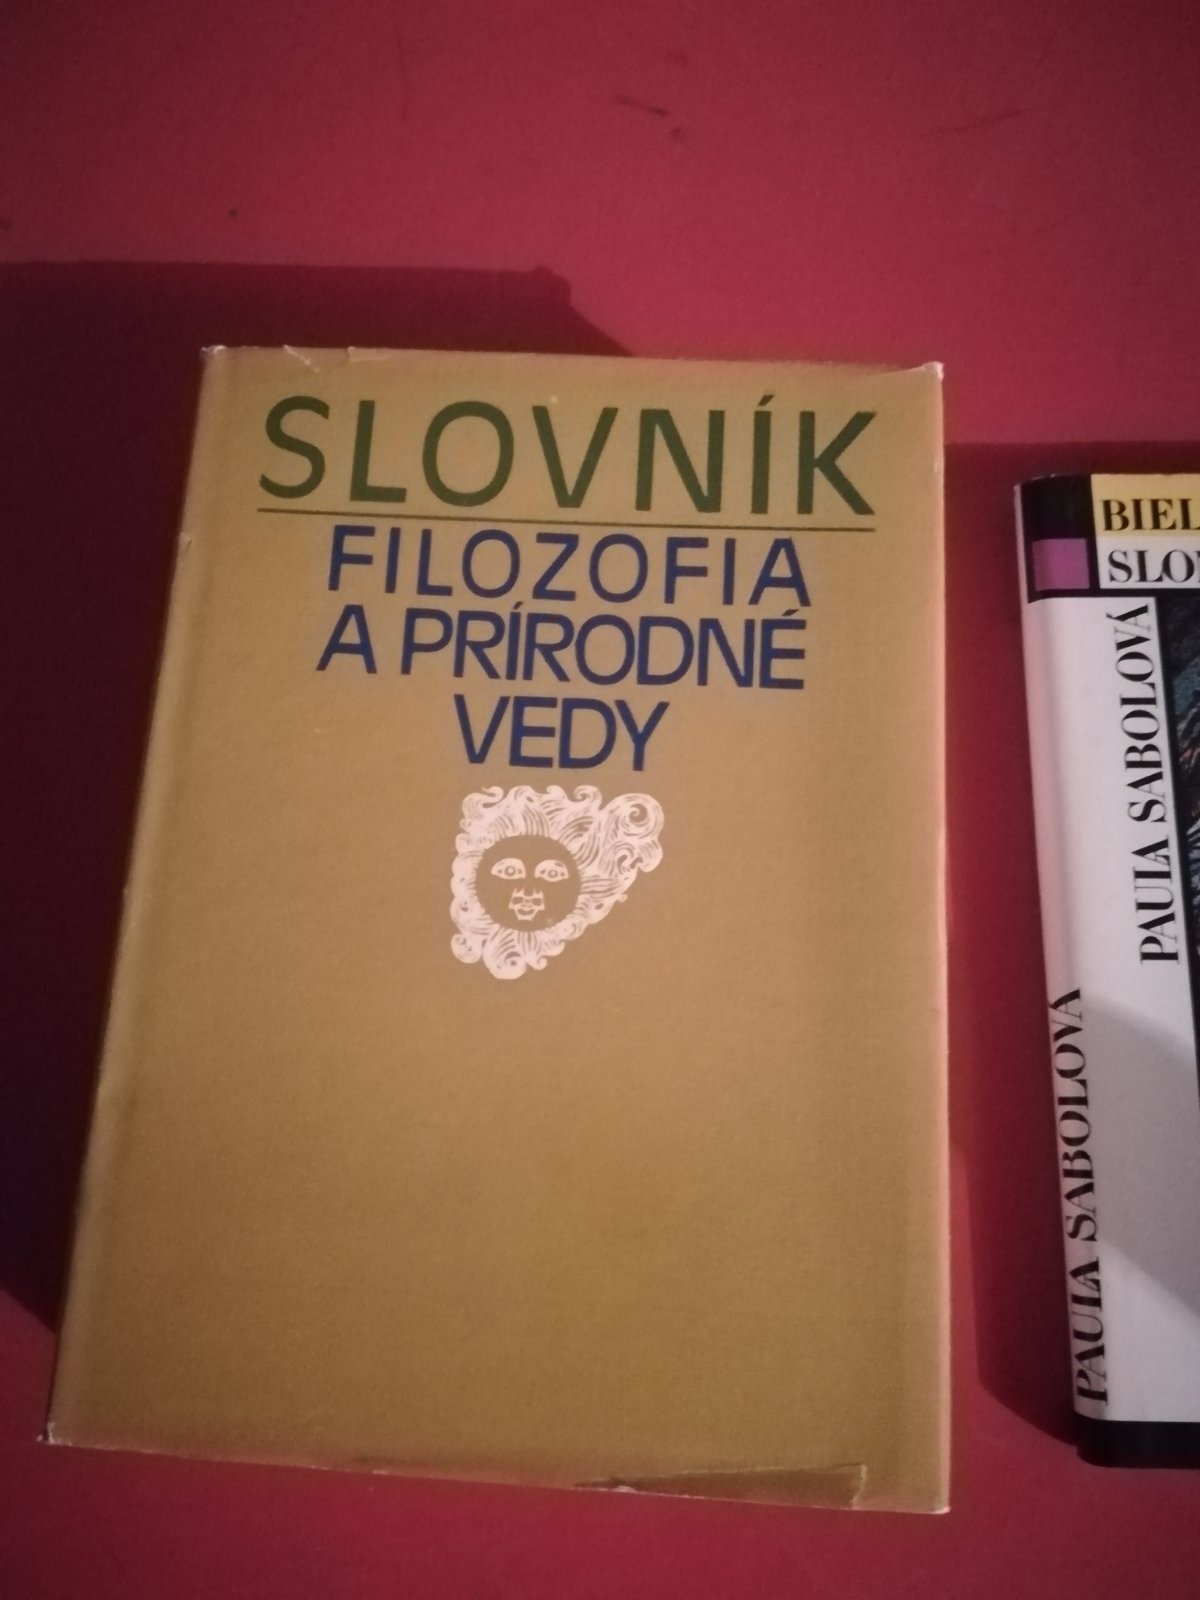 SLOVNÍK
FILOZOFIA
A PRÍRODNÉ
VEDY
PAULA SABOLOVÁ
PAULA SABOLOVÁ